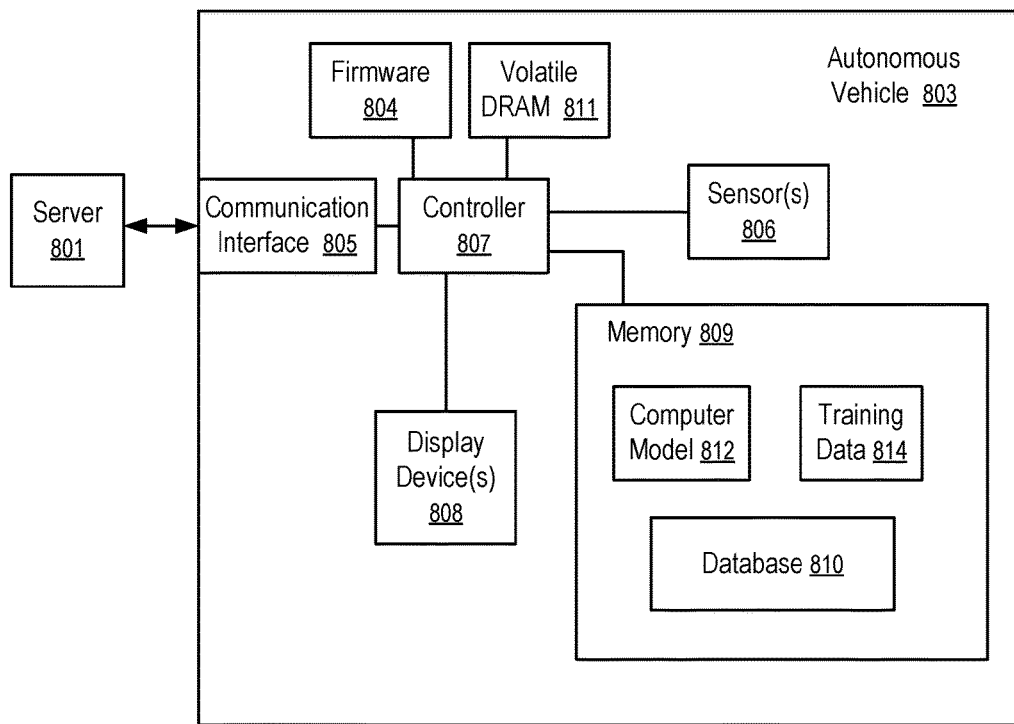 Firmware
804
Volatile
DRAM 811
Autonomous
Vehicle 803
Server
801
Communication
Interface 805
Controller
807
Sensor(s)
806
Memory 809
Computer
Model 812
Training
Data 814
Display
Device(s)
808
Database 810